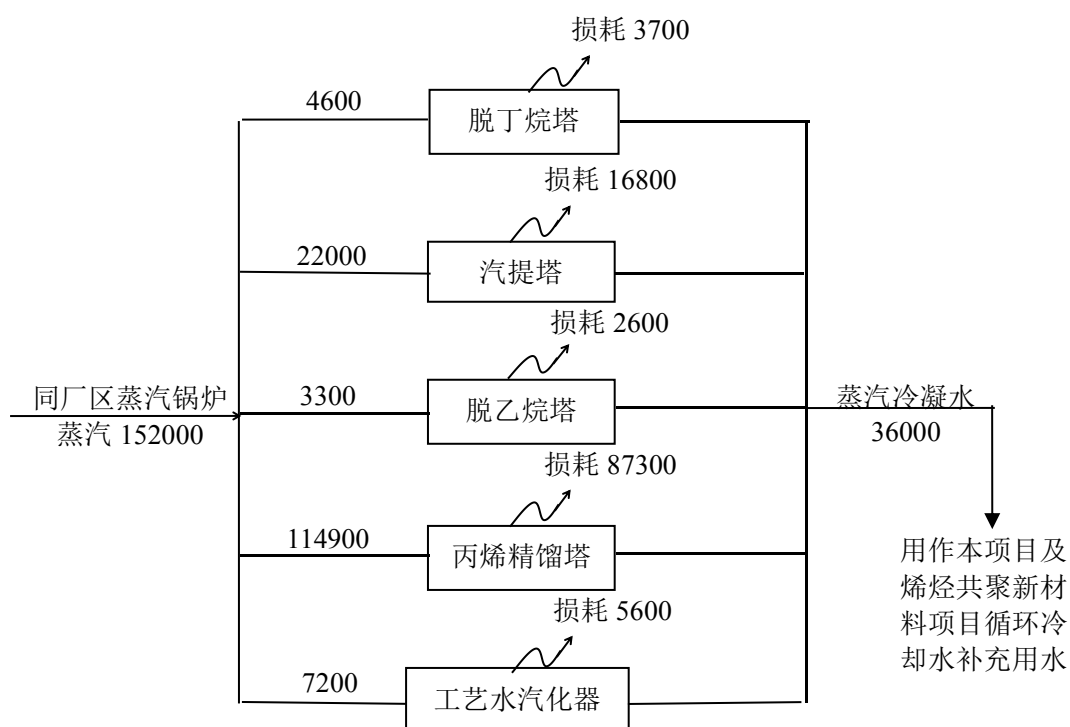 损耗 3700
4600
脱丁烷塔
损耗 16800
22000
汽提塔
损耗 2600
同厂区蒸汽锅炉
蒸汽 152000
3300
脱乙烷塔
蒸汽冷凝水
36000
损耗 87300
114900
丙烯精馏塔
用作本项目及
烯烃共聚新材
料项目循环冷
却水补充用水
损耗 5600
7200
工艺水汽化器